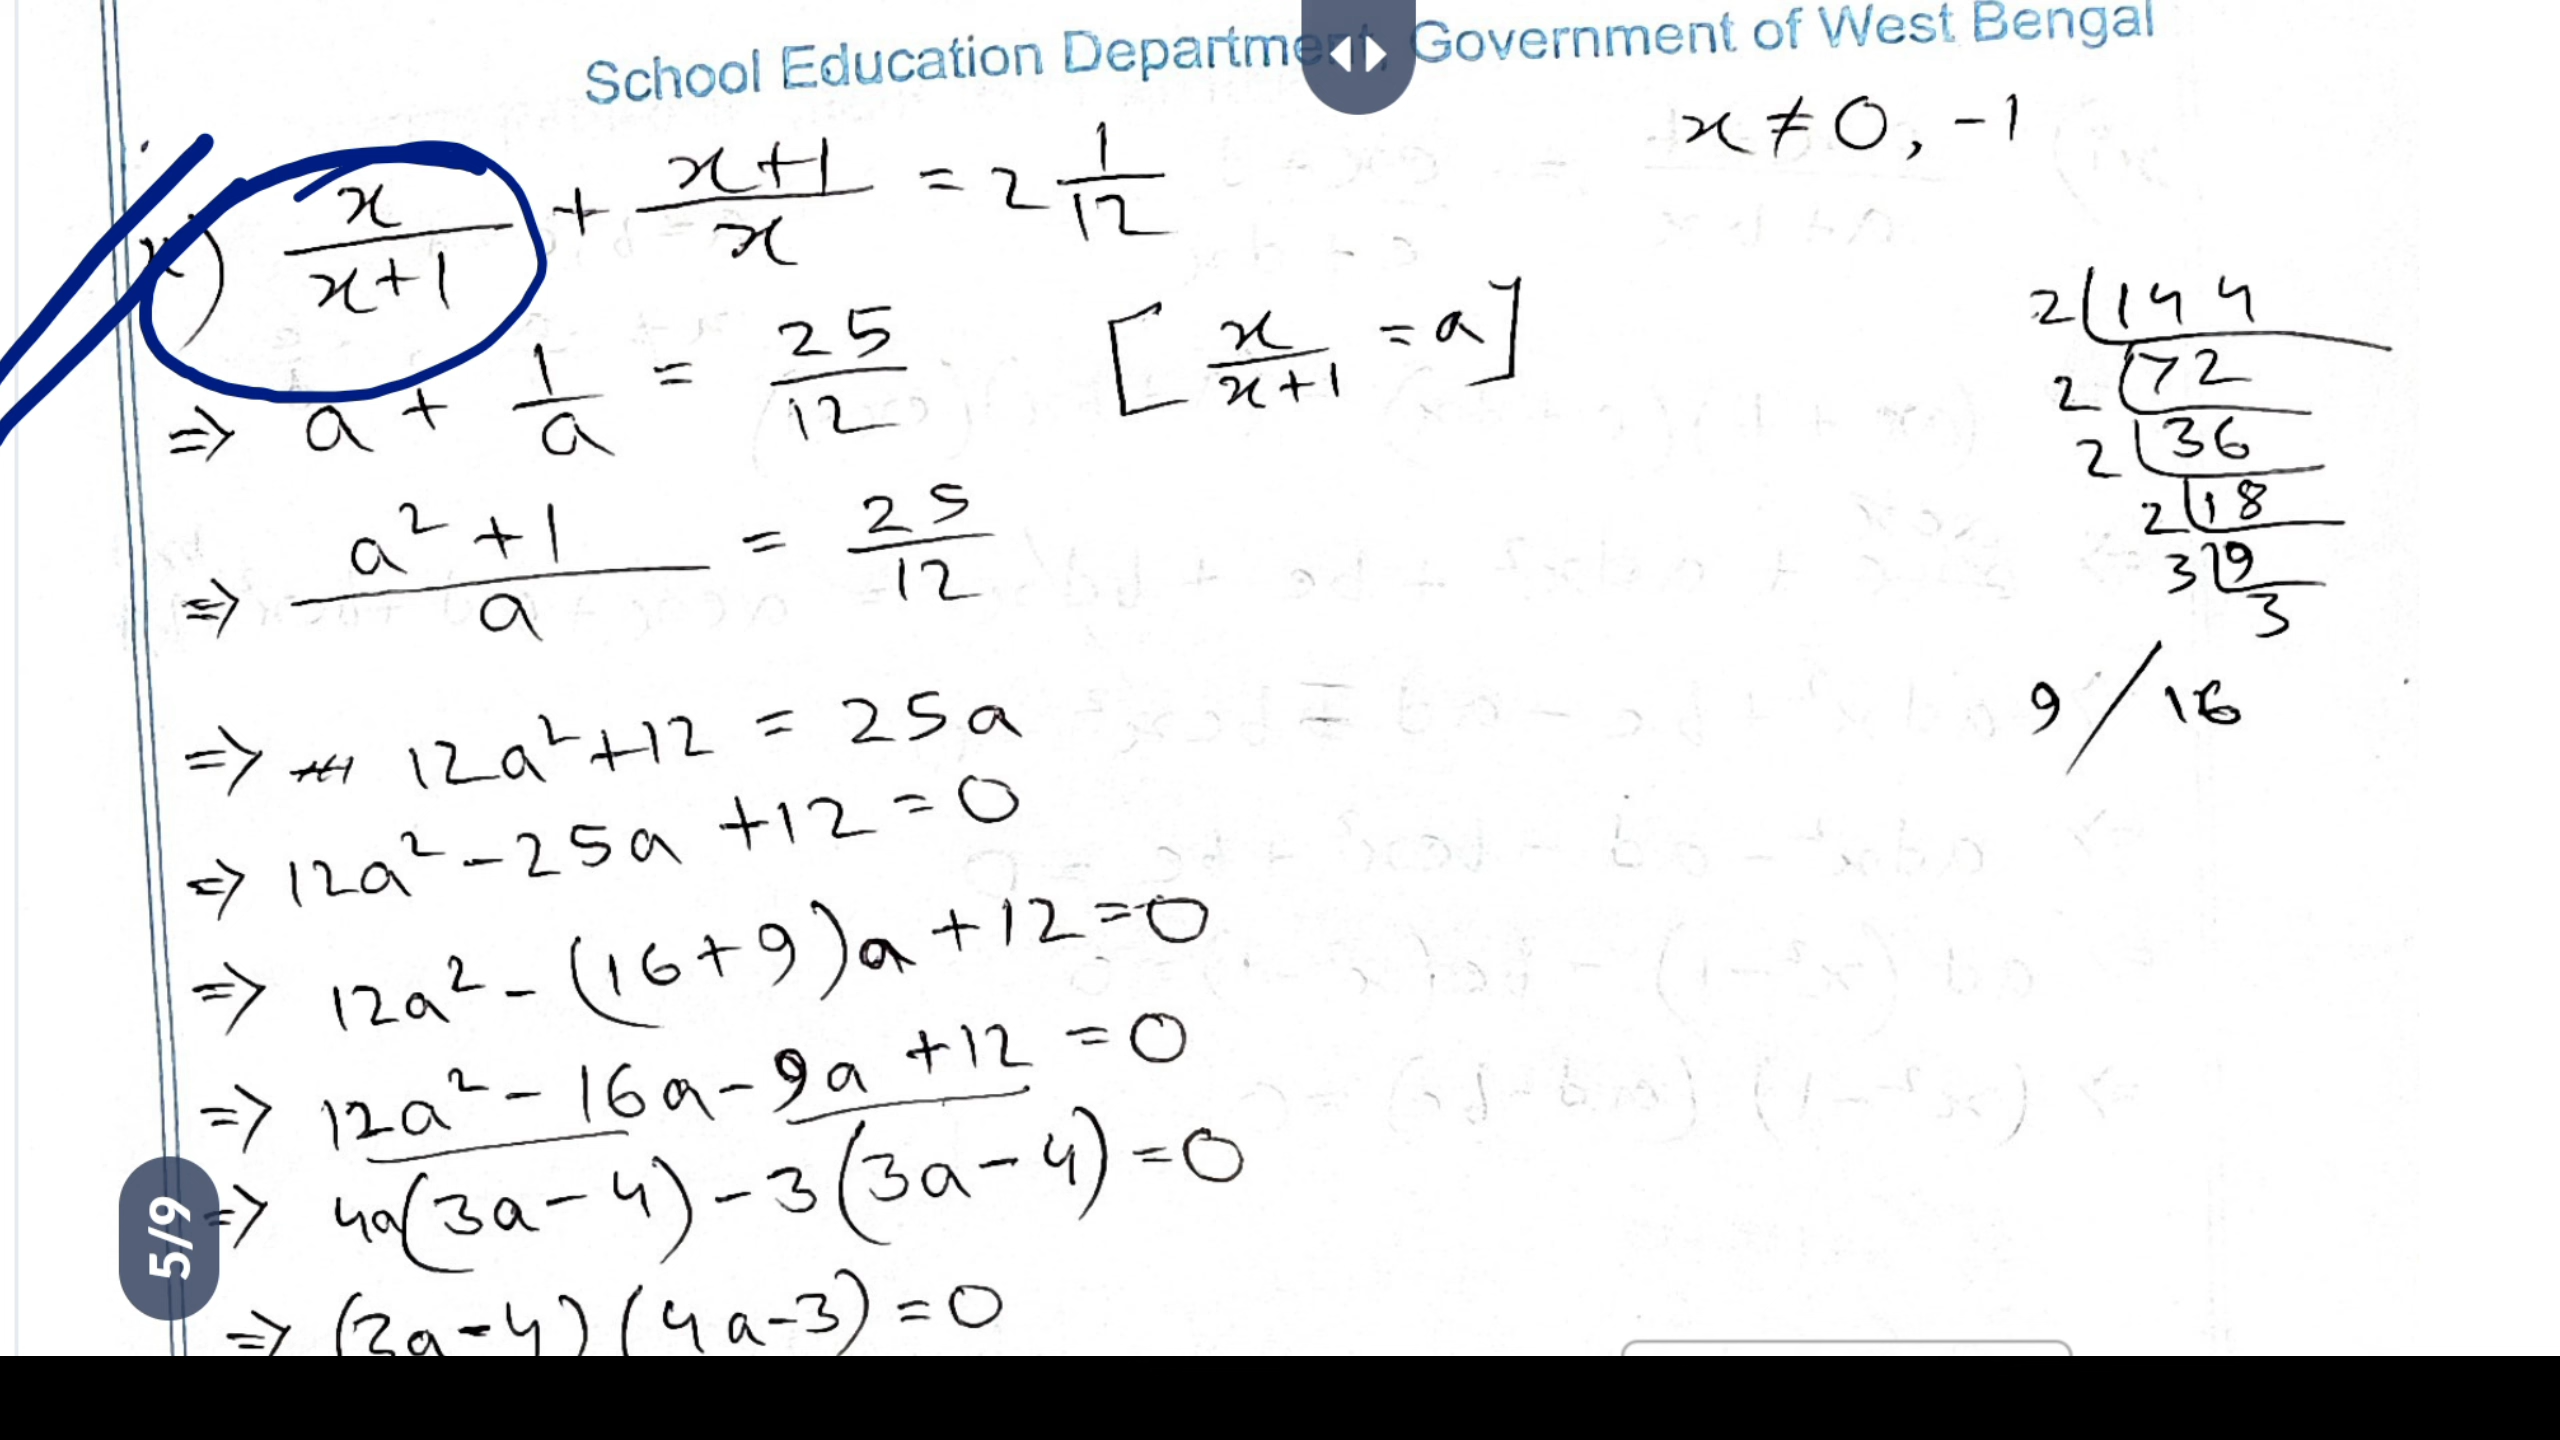 School Education Department, Government of West Bengal
x ≠ 0, -1
x) x/(x+1) + (x+1)/x = 2 1/12
⇒ a + 1/a = 25/12 [x/(x+1) = a]
⇒ (a²+1)/a = 25/12
⇒ 12a²+12 = 25a
⇒ 12a² - 25a + 12 = 0
⇒ 12a² - (16+9)a + 12 = 0
⇒ 12a² - 16a - 9a + 12 = 0
⇒ 4a(3a-4) - 3(3a-4) = 0
⇒ (3a-4)(4a-3) = 0
2 144
2 72
2 36
2 18
3 9
3
9/16
5/9